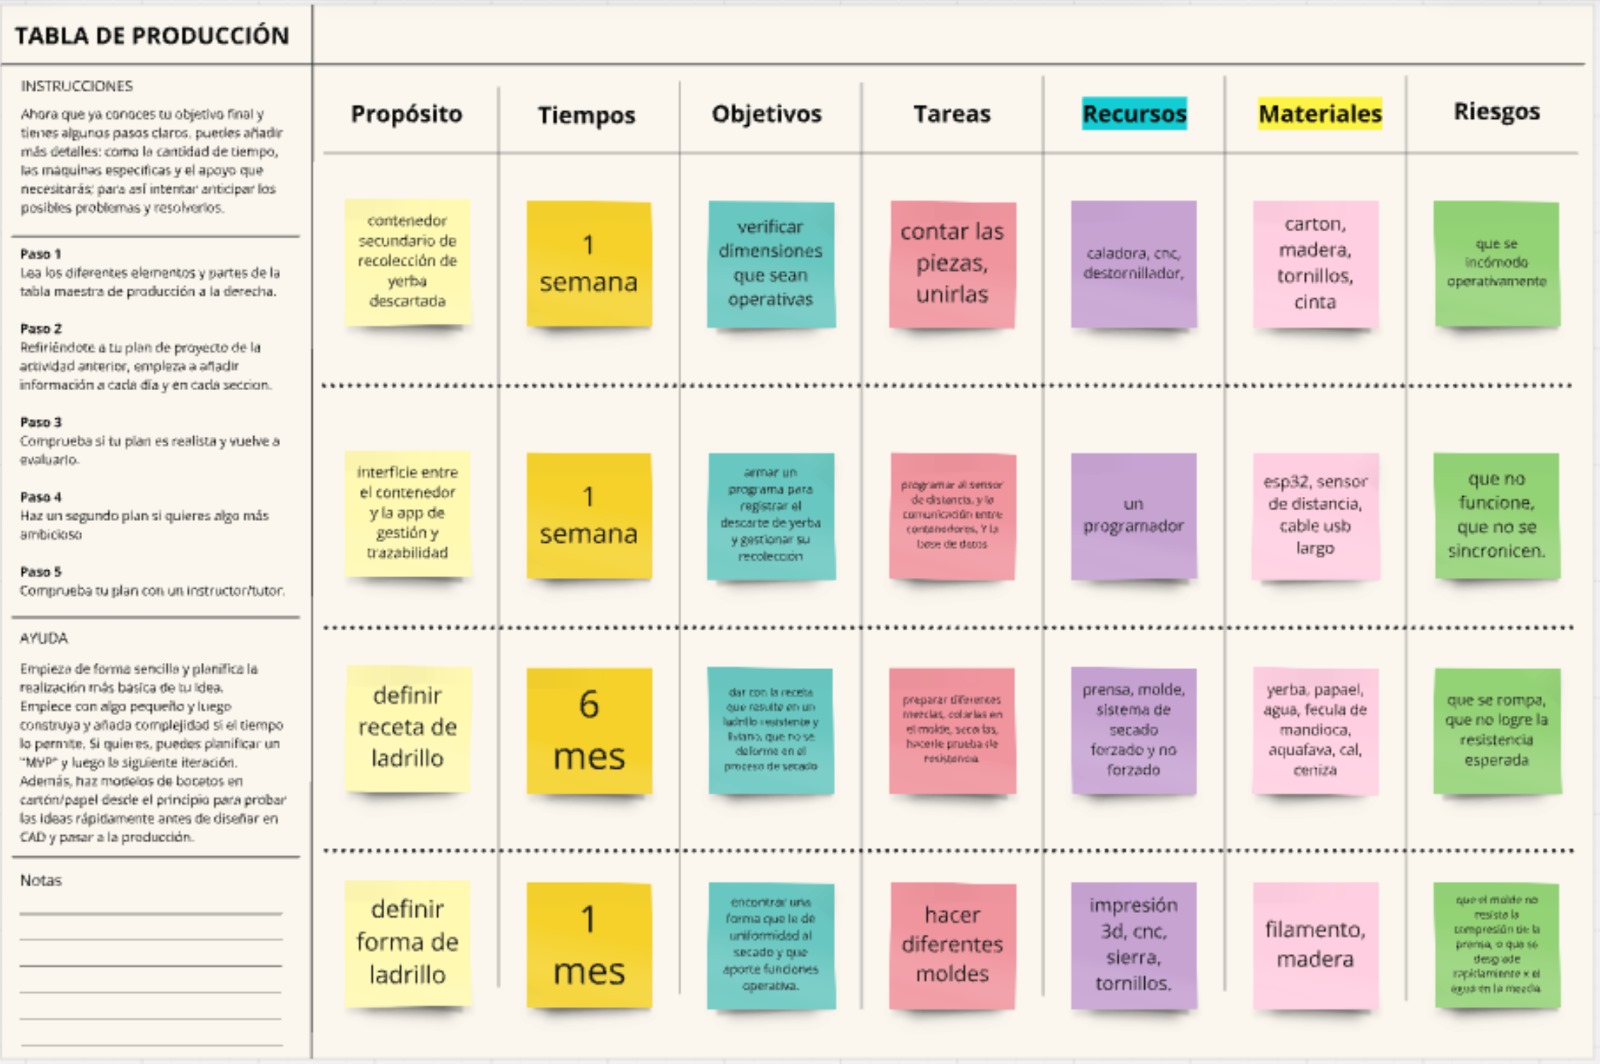 TABLA DE PRODUCCIÓN
INSTRUCCIONES
Ahora que ya conoces tu objetivo final y
tienes algunos pasos claros, puedes añadir
más detalles: como la cantidad de tiempo,
las máquinas específicas y el apoyo que
necesitarás; para así intentar anticipar los
posibles problemas y resolverlos.
Paso 1
Lea los diferentes elementos y partes de la
tabla maestra de producción a la derecha.
Paso 2
Refiriéndote a tu plan de proyecto de la
actividad anterior, empieza a añadir
información a cada día y en cada seccion.
Paso 3
Comprueba si tu plan es realista y vuelve a
evaluarlo.
Paso 4
Haz un segundo plan si quieres algo más
ambicioso
Paso 5
Comprueba tu plan con un instructor/tutor.
AYUDA
Empieza de forma sencilla y planifica la
realización más basica de tu idea.
Empiece con algo pequeño y luego
construya y añada complejidad si el tiempo
lo permite. Si quieres, puedes planificar un
"MVP" y luego la siguiente iteración.
Además, haz modelos de bocetos en
cartón/papel desde el principio para probar
las ideas rápidamente antes de diseñar en
CAD y pasar a la producción.
Notas
Propósito
Tiempos
Objetivos
Tareas
Recursos
Materiales
Riesgos
contenedor
secundario de
recolección de
yerba
descartada
1
semana
verificar
dimensiones
que sean
operativas
contar las
piezas,
unirlas
caladora, cnc,
destornillador,
carton,
madera,
tornillos,
cinta
que se
incómodo
operativamente
interficie entre
el contenedor
y la app de
gestión y
trazabilidad
1
semana
armar un
programa para
registrar el
descarte de yerba
y gestionar su
recolección
programar al sensor
de distancia, y la
comunicación entre
contenedores, Y la
base de datos
un
programador
esp32, sensor
de distancia,
cable usb
largo
que no
funcione,
que no se
sincronicen.
definir
receta de
ladrillo
6
mes
dar con la receta
que resulte en un
ladrillo resistente y
liviano, que no se
deforme en el
proceso de secado
preparar diferentes
mezclas, colarlas en
el molde, secarlas,
hacerle prueba de
resistencia
prensa, molde,
sistema de
secado
forzado y no
forzado
yerba, papael,
agua, fecula de
mandioca,
aquafava, cal,
ceniza
que se rompa,
que no logre la
resistencia
esperada
definir
forma de
ladrillo
1
mes
encontrar una
forma que le de
uniformidad al
secado y que
aporte funciones
operativa.
hacer
diferentes
moldes
impresión
3d, cnc,
sierra,
tornillos.
filamento,
madera
que el molde no
resista la
compresión de la
prensa, o que se
degrade
rapidamente x el
agua en la mezcla.